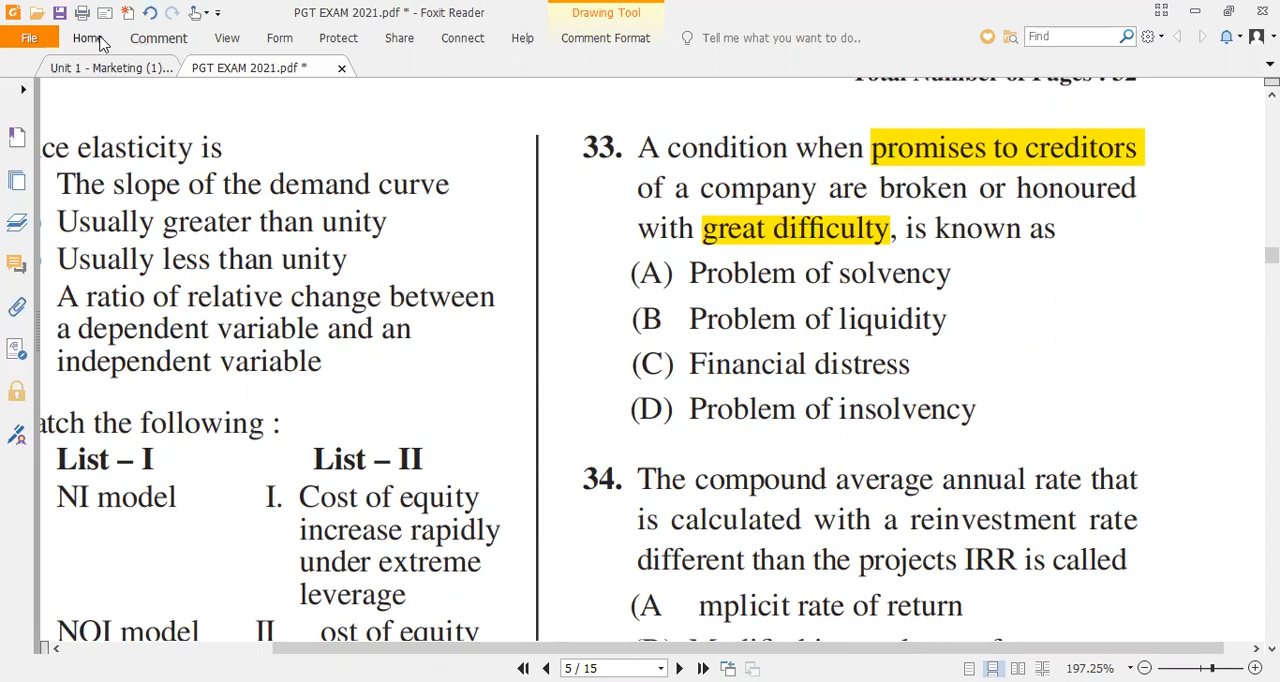 PGT EXAM 2021.pdf * - Foxit Reader
Drawing Tool
File
Home
Comment
View
Form
Protect
Share
Connect
Help
Comment Format
Tell me what you want to do..
Find
Unit 1 - Marketing (1)...
PGT EXAM 2021.pdf *
Total Number of Pages : 32
ce elasticity is
The slope of the demand curve
Usually greater than unity
Usually less than unity
A ratio of relative change between
a dependent variable and an
independent variable
atch the following :
List – I List – II
NI model I. Cost of equity
increase rapidly
under extreme
leverage
NOI model II ost of equity
33. A condition when promises to creditors
of a company are broken or honoured
with great difficulty, is known as
(A) Problem of solvency
(B Problem of liquidity
(C) Financial distress
(D) Problem of insolvency
34. The compound average annual rate that
is calculated with a reinvestment rate
different than the projects IRR is called
(A mplicit rate of return
5 / 15
197.25%